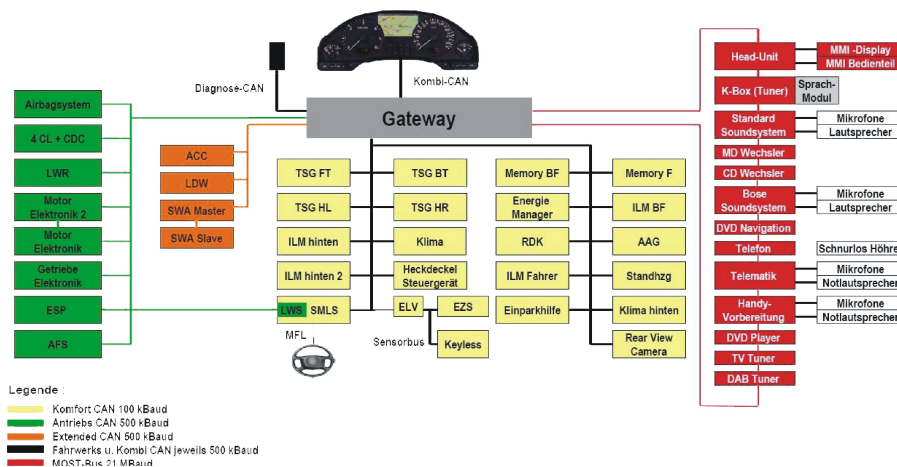 Diagnose-CAN
Kombi-CAN
Gateway
Airbagsystem
4 CL + CDC
LWR
Motor
Elektronik 2
Motor
Elektronik
Getriebe
Elektronik
ESP
AFS
ACC
LDW
SWA Master
SWA Slave
TSG FT
TSG BT
TSG HL
TSG HR
ILM hinten
Klima
ILM hinten 2
Heckdeckel
Steuergerät
LWS SMLS
ELV
EZS
MFL
Sensorbus
Keyless
Memory BF
Memory F
Energie
Manager
ILM BF
RDK
AAG
ILM Fahrer
Standhzg
Einparkhilfe
Klima hinten
Rear View
Camera
Head-Unit
MMI -Display
MMI Bedienteil
K-Box (Tuner)
Sprach-
Modul
Standard
Soundsystem
Mikrofone
Lautsprecher
MD Wechsler
CD Wechsler
Bose
Soundsystem
Mikrofone
Lautsprecher
DVD Navigation
Telefon
Schnurlos Höhre
Telematik
Mikrofone
Notlautsprecher
Handy-
Vorbereitung
Mikrofone
Notlautsprecher
DVD Player
TV Tuner
DAB Tuner
Legende :
Komfort CAN 100 kBaud
Antriebs CAN 500 kBaud
Extended CAN 500 kBaud
Fahrwerks u. Kombi CAN jeweils 500 kBaud
MOST-Bus 21 MBaud